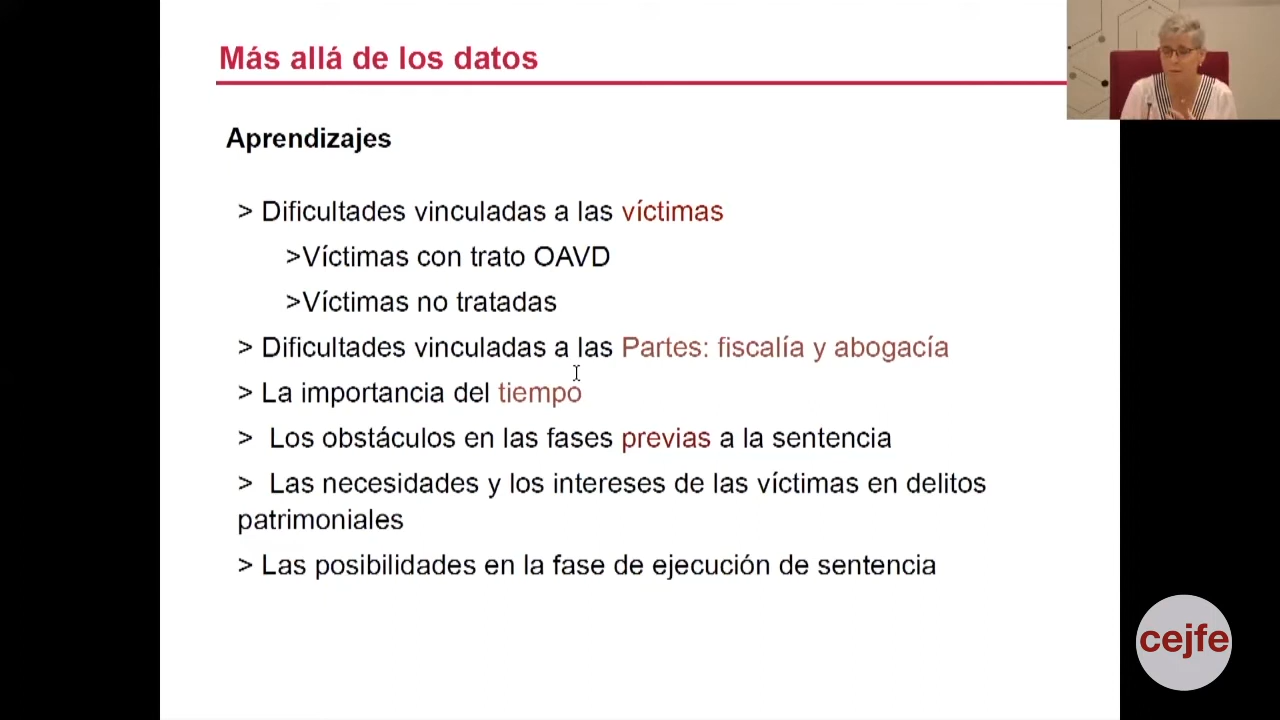 Más allá de los datos
Aprendizajes
> Dificultades vinculadas a las víctimas
>Víctimas con trato OAVD
>Víctimas no tratadas
> Dificultades vinculadas a las Partes: fiscalía y abogacía
> La importancia del tiempo
> Los obstáculos en las fases previas a la sentencia
> Las necesidades y los intereses de las víctimas en delitos
patrimoniales
> Las posibilidades en la fase de ejecución de sentencia
cejfe